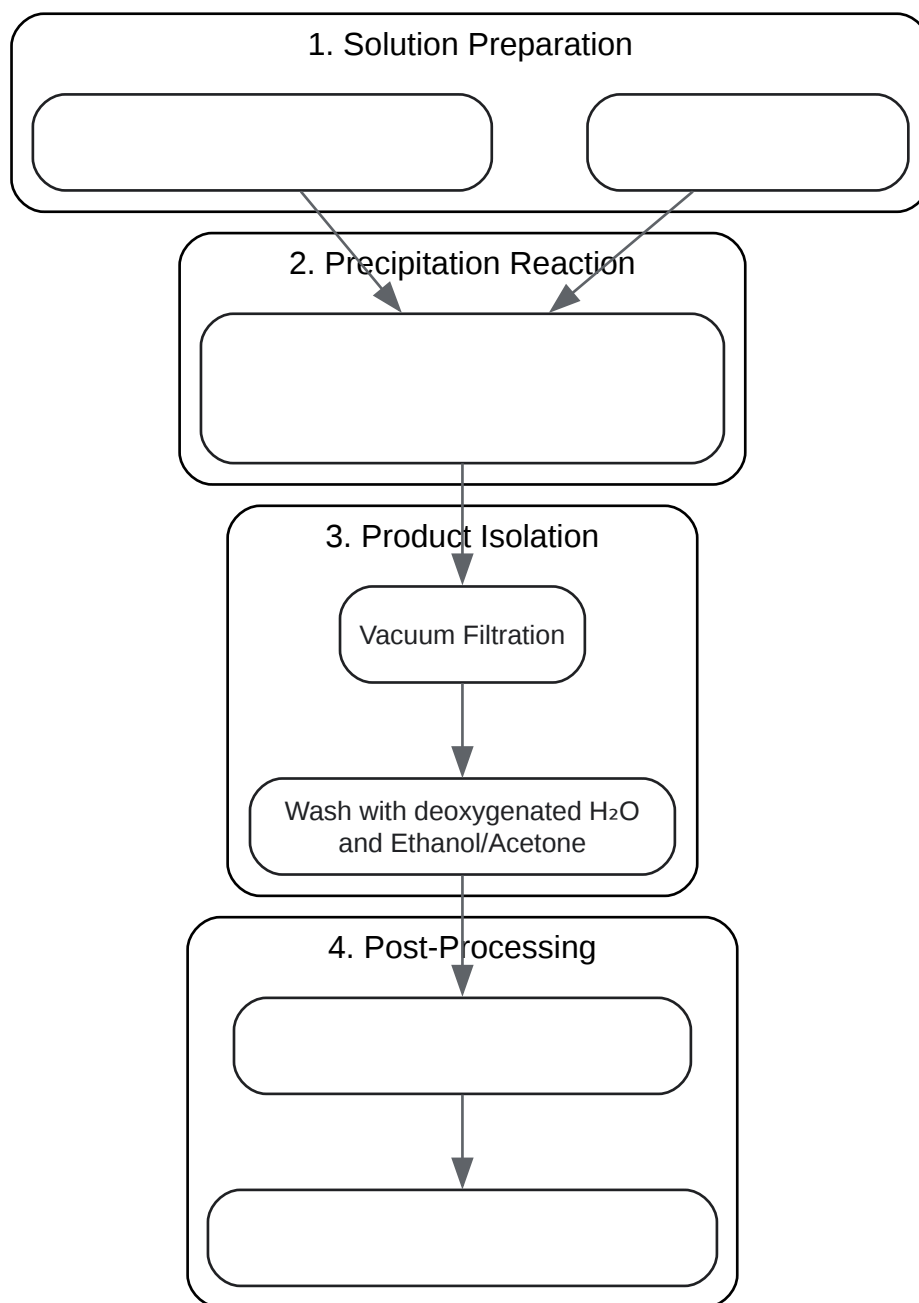 1. Solution Preparation
2. Precipitation Reaction
3. Product Isolation
Vacuum Filtration
Wash with deoxygenated H₂O
and Ethanol/Acetone
4. Post-Processing